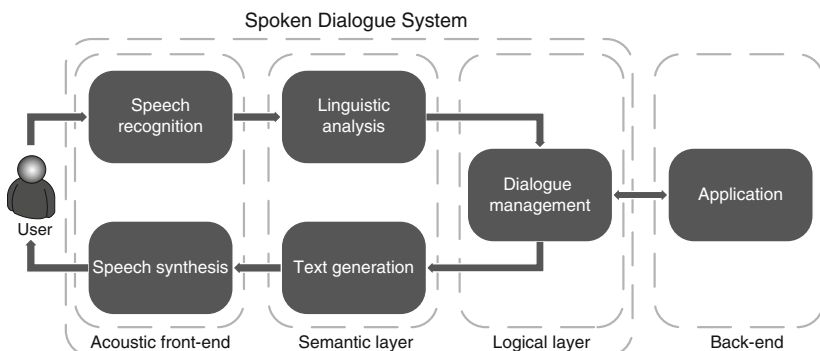 Spoken Dialogue System
Speech
recognition
Linguistic
analysis
Dialogue
management
Application
User
Speech synthesis
Text generation
Acoustic front-end
Semantic layer
Logical layer
Back-end